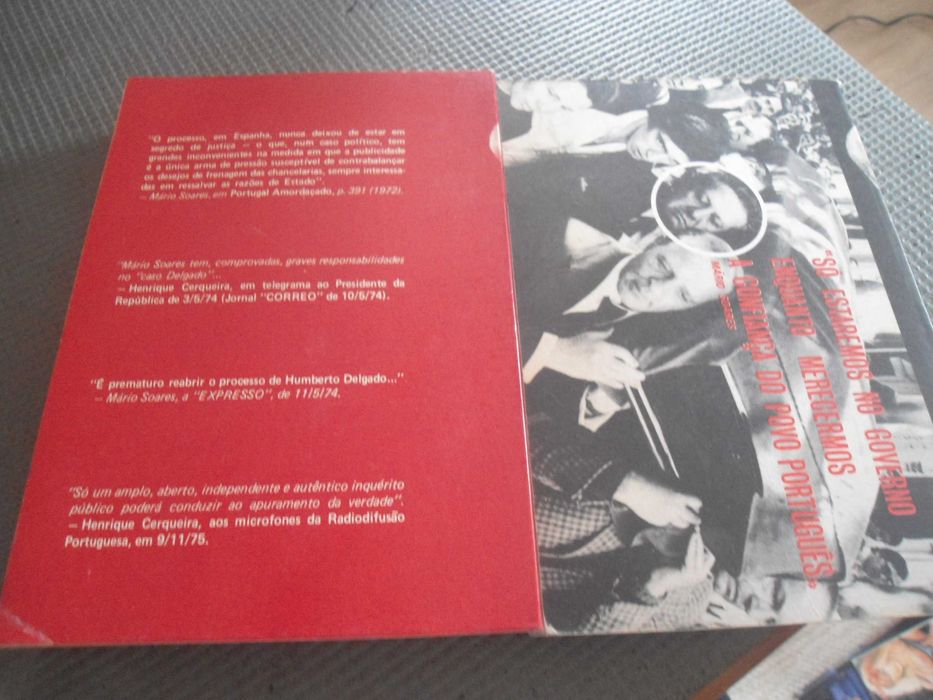 "O processo, em Espanha, nunca deixou de estar em
segredo de justiça — o que, num caso político, tem
grandes inconvenientes na medida em que a publicidade
é a única arma de pressão susceptível de contrabalançar
os desejos de frenagem das chancelarias, sempre interessa-
das em ressalvar as razões de Estado".
— Mário Soares, em Portugal Amordaçado, p. 391 (1972).
"Mário Soares tem, comprovadas, graves responsabilidades
no "caso Delgado"...
— Henrique Cerqueira, em telegrama ao Presidente da
República de 3/5/74 (Jornal "CORREO" de 10/5/74).
"É prematuro reabrir o processo de Humberto Delgado..."
— Mário Soares, a "EXPRESSO", de 11/5/74.
"Só um amplo, aberto, independente e autêntico inquérito
público poderá conduzir ao apuramento da verdade".
— Henrique Cerqueira, aos microfones da Radiodifusão
Portuguesa, em 9/11/75.
"SÓ ESTAREMOS NO GOVERNO
ENQUANTO MERECERMOS
A CONFIANÇA DO POVO PORTUGUÊS"
MÁRIO SOARES